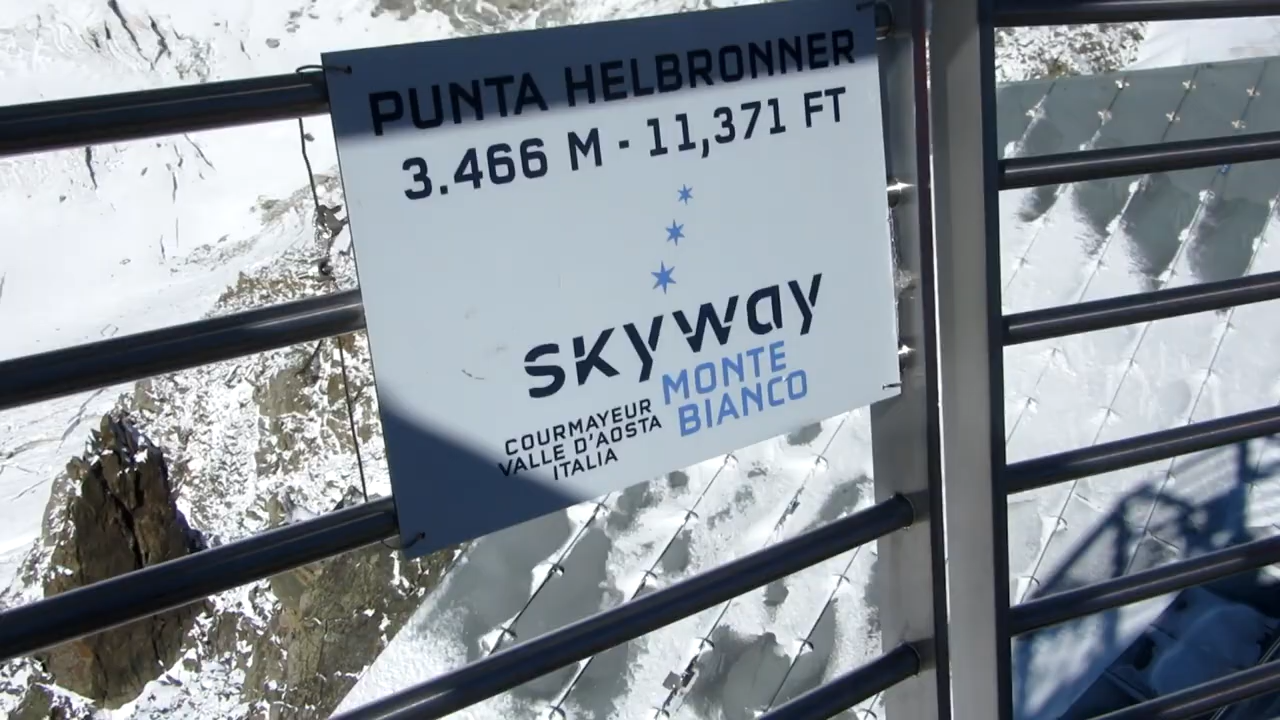 PUNTA HELBRONNER
3.466 M - 11,371 FT
skyway
MONTE
BIANCO
COURMAYEUR
VALLE D'AOSTA
ITALIA